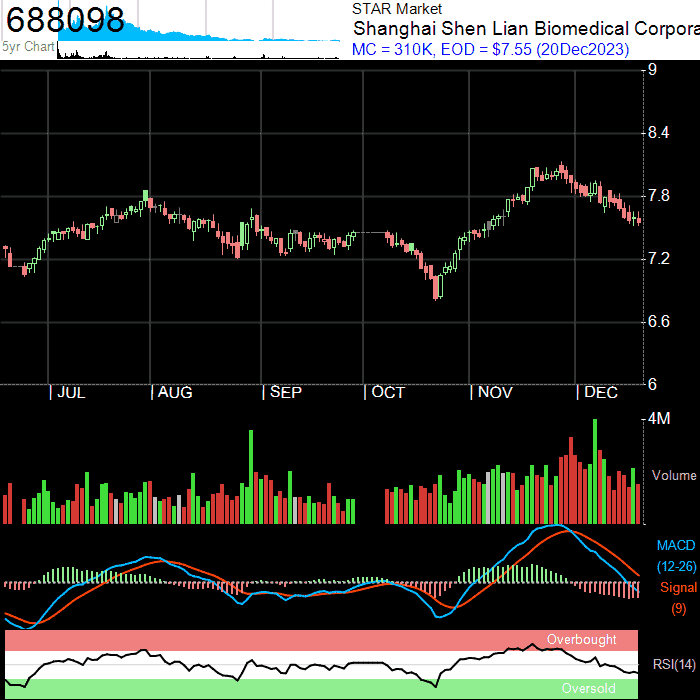 688098
5yr Chart
STAR Market
Shanghai Shen Lian Biomedical Corpora
MC = 310K, EOD = $7.55 (20Dec2023)
9
8.4
7.8
7.2
6.6
6
JUL
AUG
SEP
OCT
NOV
DEC
4M
Volume
MACD
(12-26)
Signal
(9)
Overbought
RSI(14)
Oversold